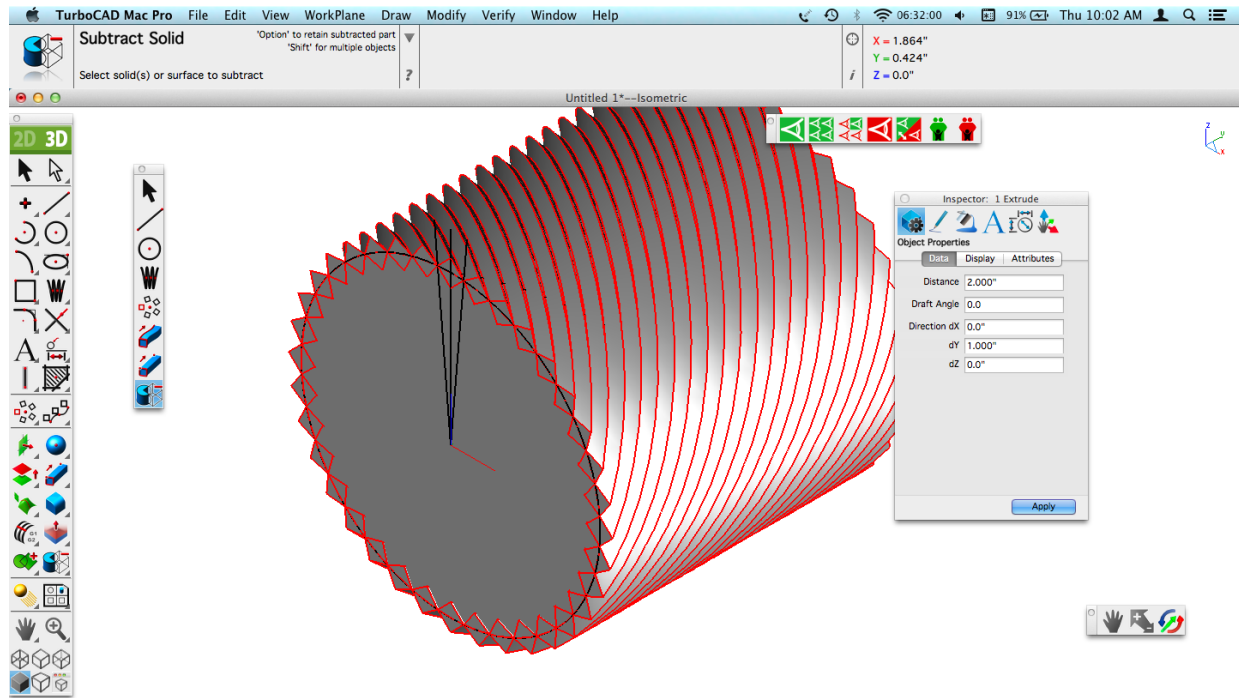 TurboCAD Mac Pro File Edit View WorkPlane Draw Modify Verify Window Help 06:32:00 91% Thu 10:02 AM
Subtract Solid
'Option' to retain subtracted part
'Shift' for multiple objects
Select solid(s) or surface to subtract
?
i
X = 1.864"
Y = 0.424"
Z = 0.0"
Untitled 1*--Isometric
2D 3D
A
G1
G2
z
y
x
Inspector: 1 Extrude
A
Object Properties
Data Display Attributes
Distance 2.000"
Draft Angle 0.0
Direction dX 0.0"
dY 1.000"
dZ 0.0"
Apply